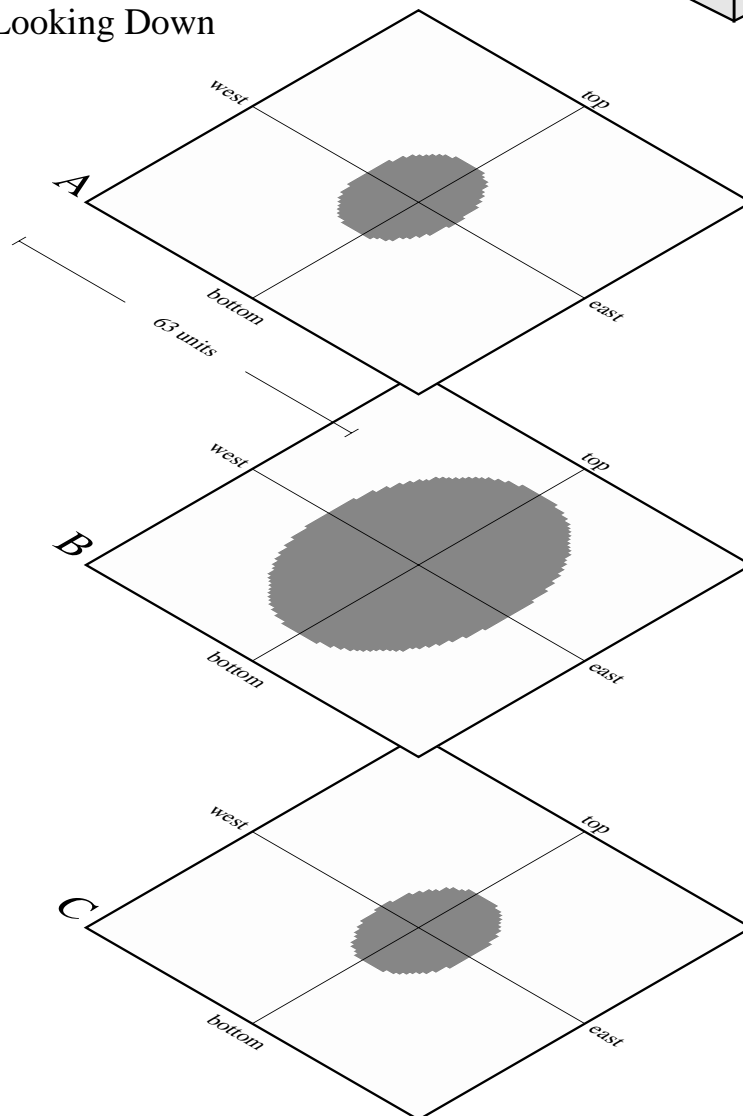 Looking Down
west
top
A
bottom
east
63 units
west
top
B
bottom
east
west
top
C
bottom
east